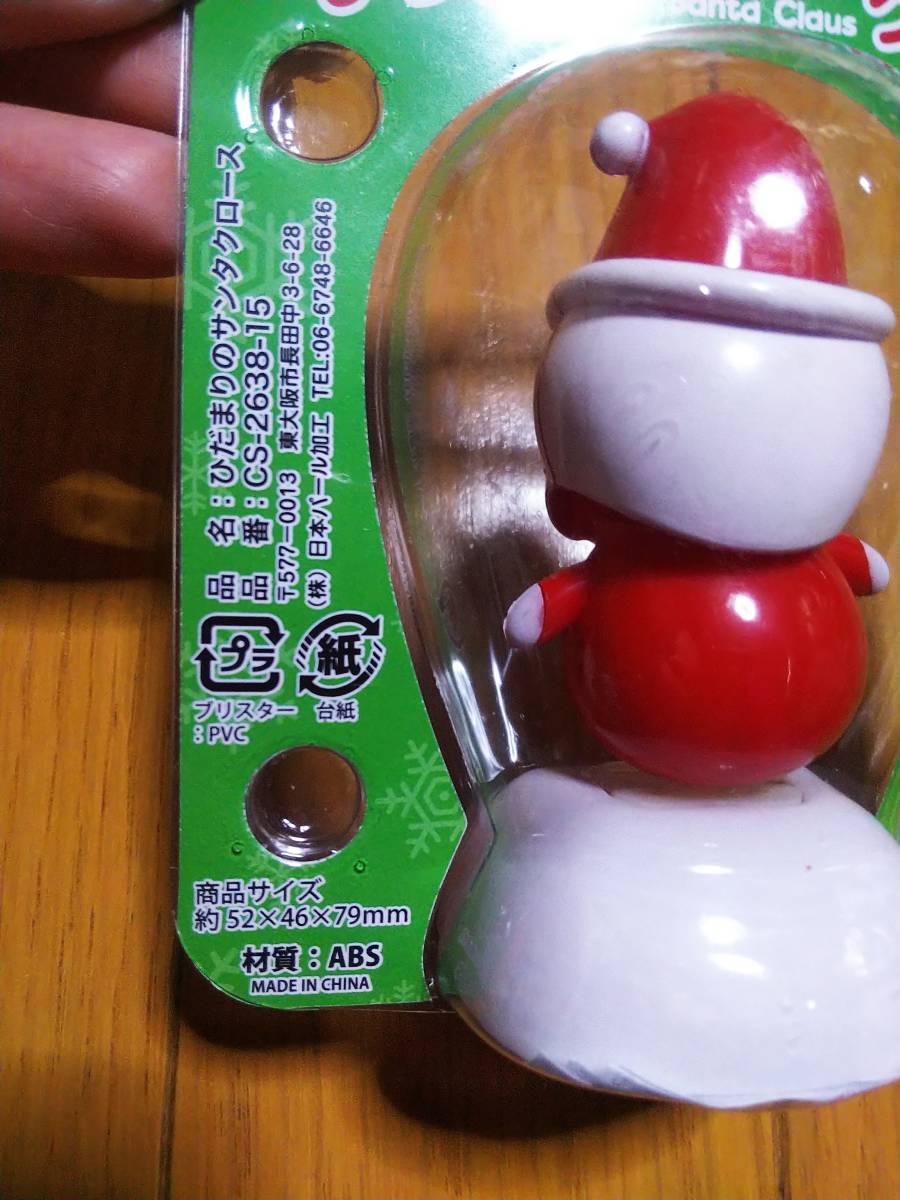 Santa Claus
品　名：ひだまりのサンタクロース
品　番：CS-2638-15
〒577-0013　東大阪市長田中3-6-28
(株)日本パール加工　TEL:06-6748-6646
プラ
紙
ブリスター
:PVC
台紙
商品サイズ
約 52×46×79mm
材質：ABS
MADE IN CHINA